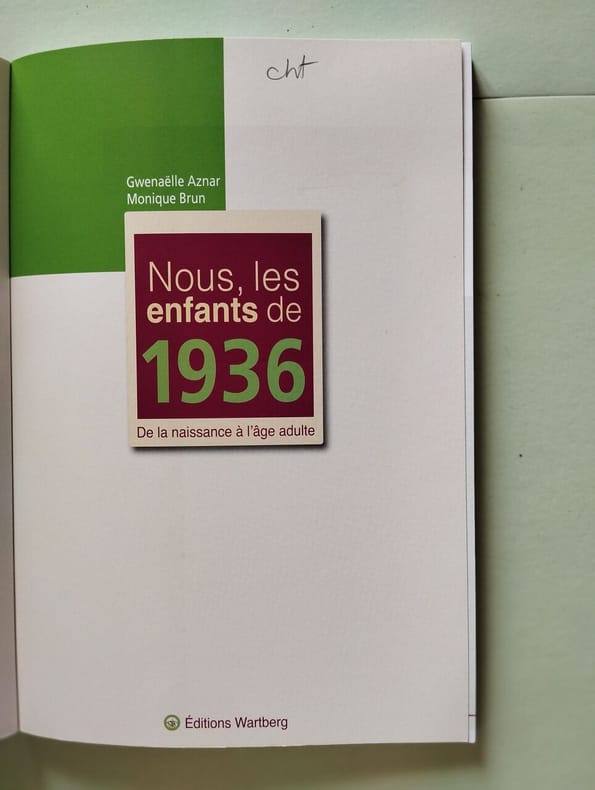 cht
Gwenaëlle Aznar
Monique Brun
Nous, les
enfants de
1936
De la naissance à l'âge adulte
Éditions Wartberg